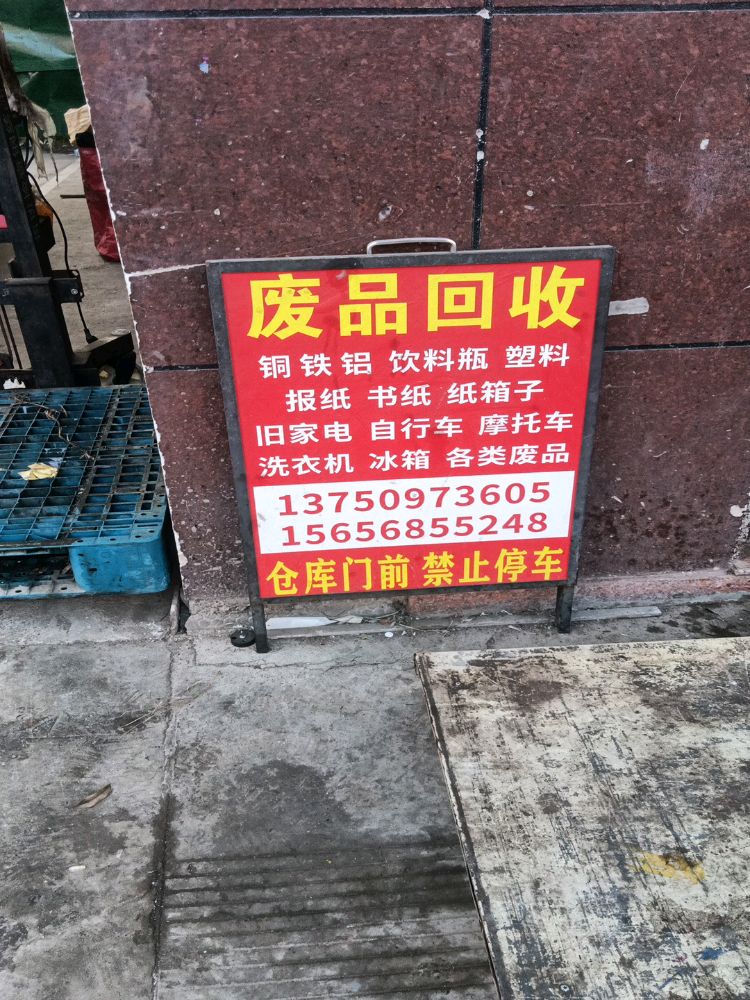 废品回收
铜 铁 铝 饮料瓶 塑料
报纸 书纸 纸箱子
旧家电 自行车 摩托车
洗衣机 冰箱 各类废品
13750973605
15656855248
仓库门前 禁止停车